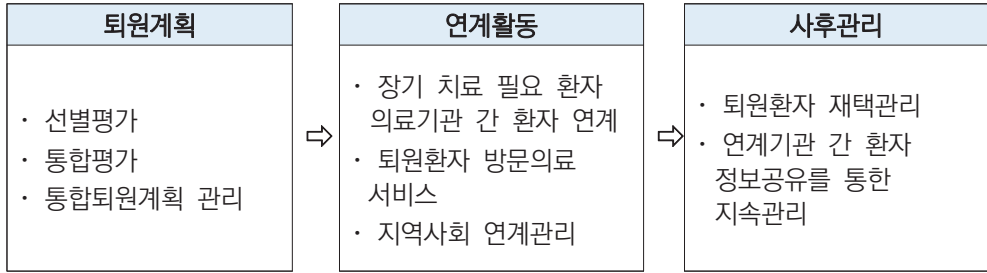 퇴원계획
· 선별평가
· 통합평가
· 통합퇴원계획 관리
⇨
연계활동
· 장기 치료 필요 환자
의료기관 간 환자 연계
· 퇴원환자 방문의료
서비스
· 지역사회 연계관리
⇨
사후관리
· 퇴원환자 재택관리
· 연계기관 간 환자
정보공유를 통한
지속관리